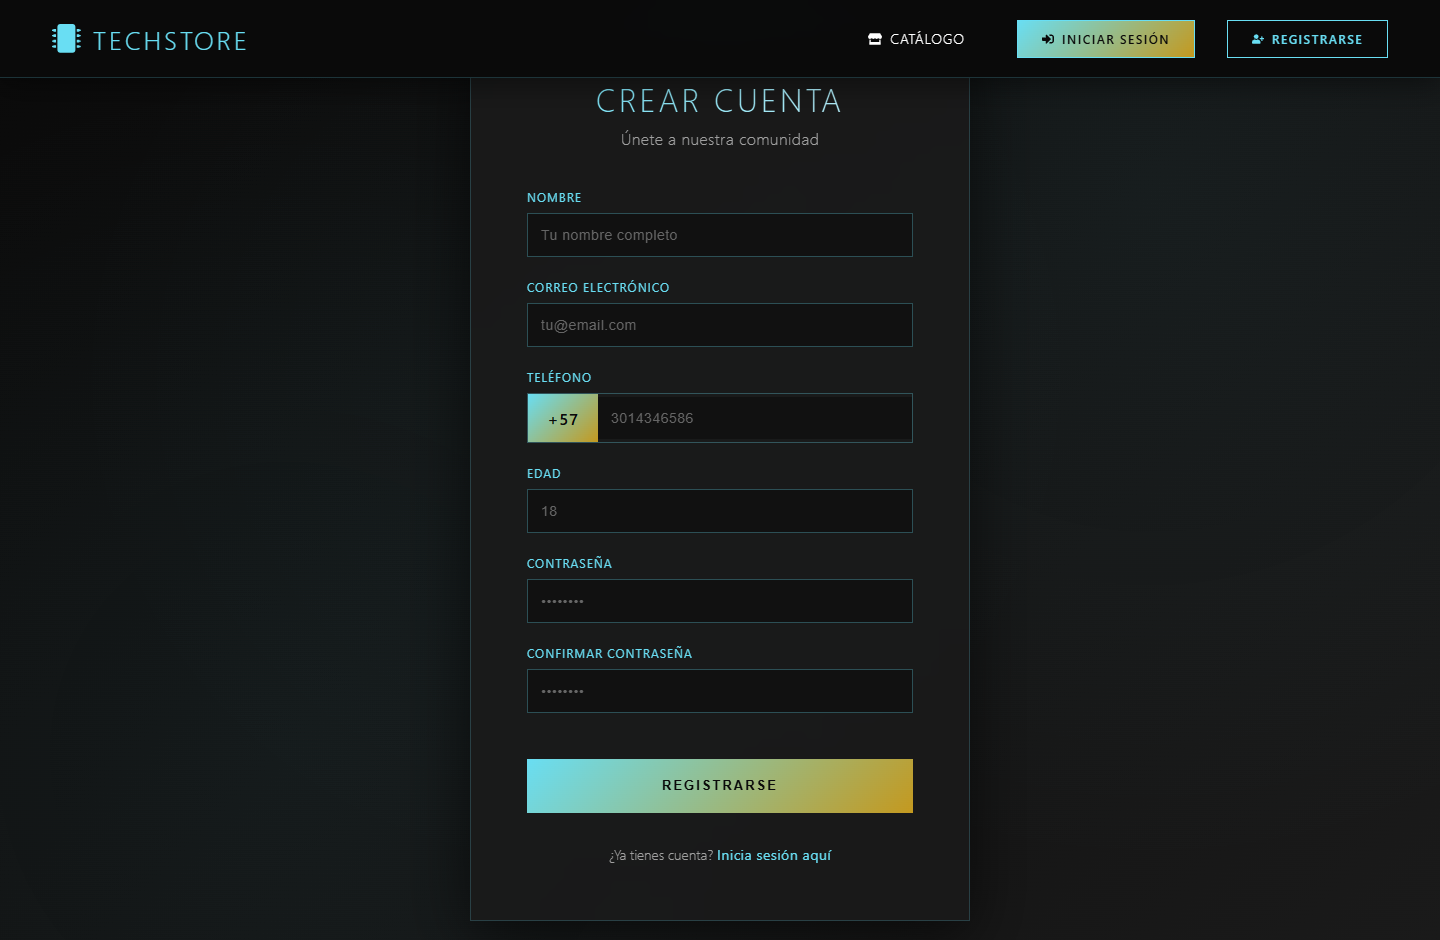 TECHSTORE
CATÁLOGO
INICIAR SESIÓN
REGISTRARSE
CREAR CUENTA
Únete a nuestra comunidad
NOMBRE
Tu nombre completo
CORREO ELECTRÓNICO
tu@email.com
TELÉFONO
+57 3014346586
EDAD
18
CONTRASEÑA
••••••••
CONFIRMAR CONTRASEÑA
••••••••
REGISTRARSE
¿Ya tienes cuenta? Inicia sesión aquí